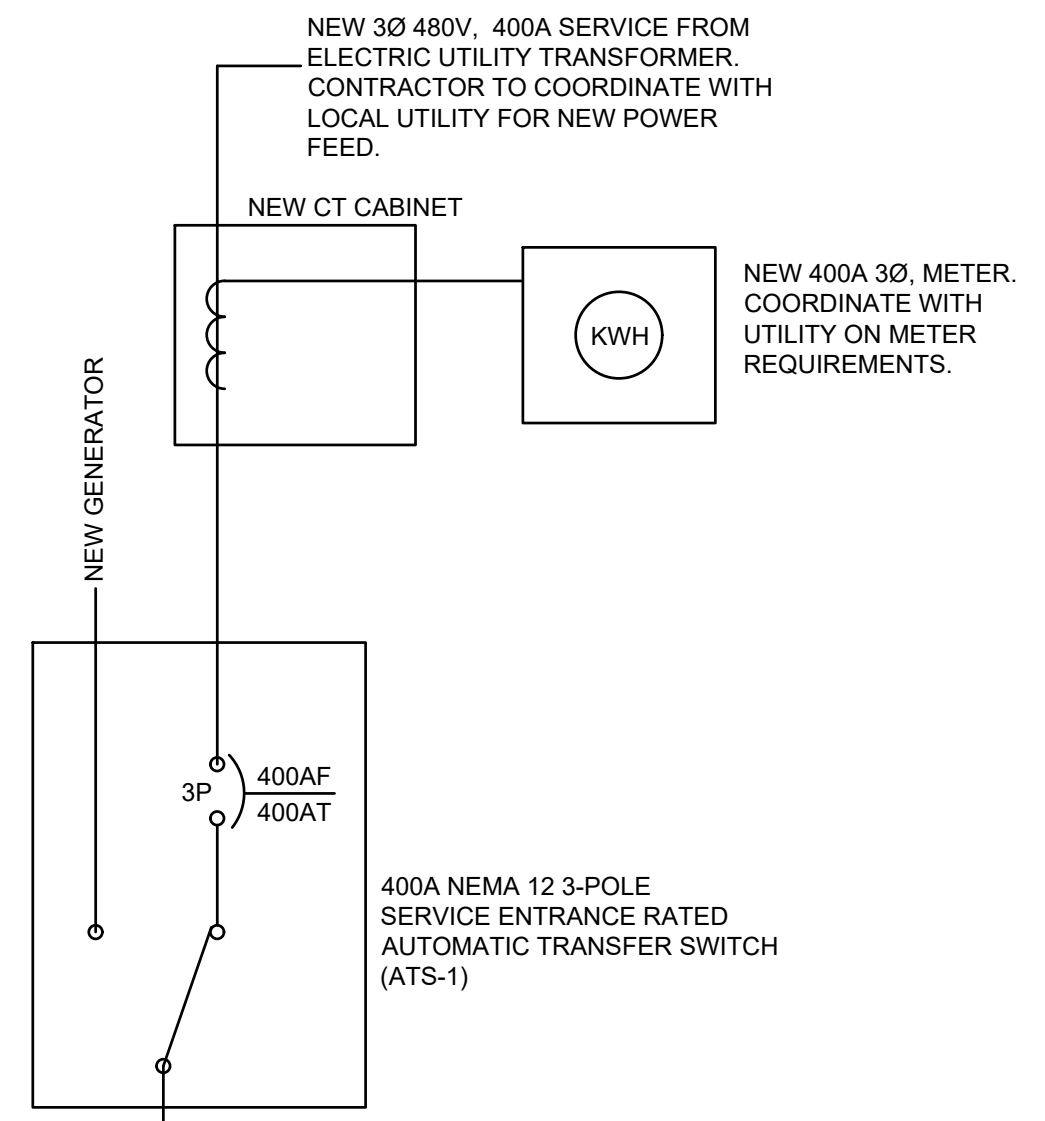 NEW 3Ø 480V, 400A SERVICE FROM
ELECTRIC UTILITY TRANSFORMER.
CONTRACTOR TO COORDINATE WITH
LOCAL UTILITY FOR NEW POWER
FEED.
NEW CT CABINET
KWH
NEW 400A 3Ø, METER.
COORDINATE WITH
UTILITY ON METER
REQUIREMENTS.
NEW GENERATOR
3P
400AF
400AT
400A NEMA 12 3-POLE
SERVICE ENTRANCE RATED
AUTOMATIC TRANSFER SWITCH
(ATS-1)